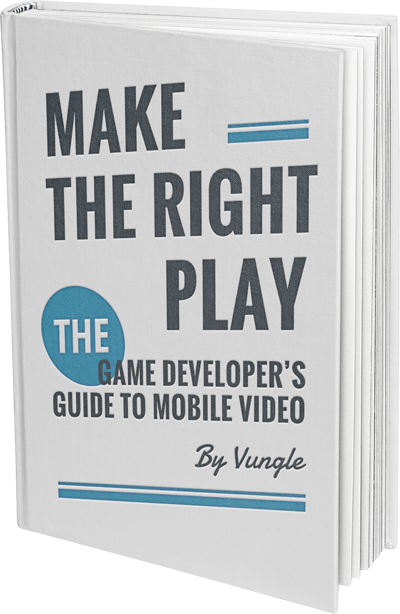 MAKE
THE RIGHT
PLAY
THE
GAME DEVELOPER'S
GUIDE TO MOBILE VIDEO
By Vungle